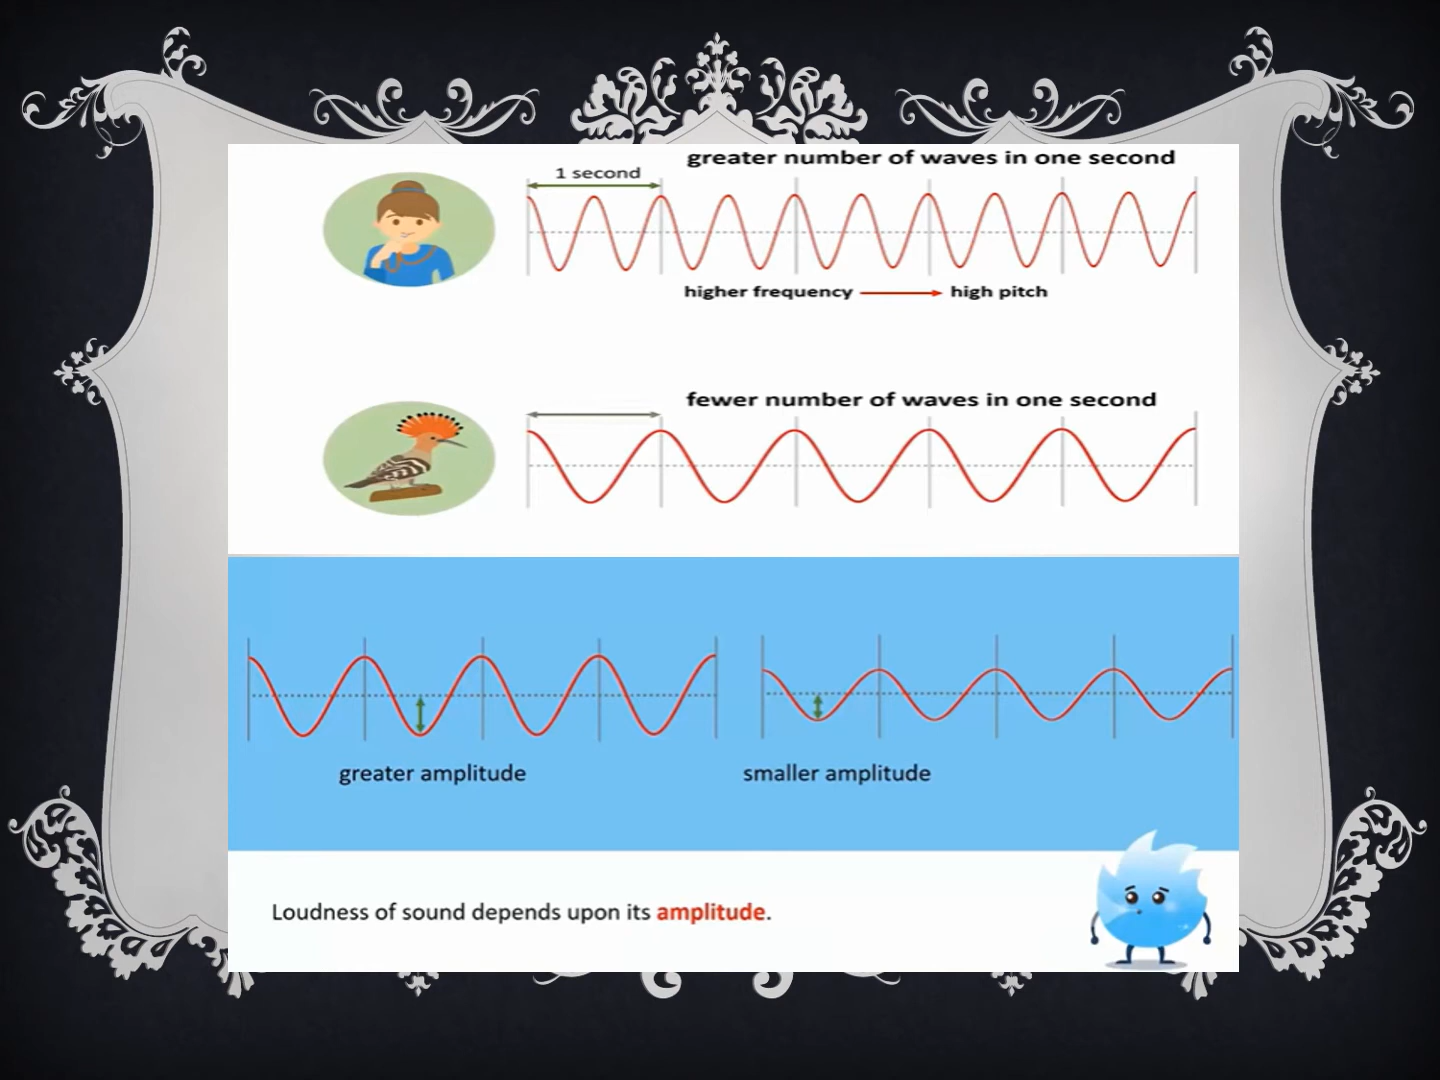 greater number of waves in one second
1 second
higher frequency
high pitch
fewer number of waves in one second
greater amplitude
smaller amplitude
Loudness of sound depends upon its amplitude.